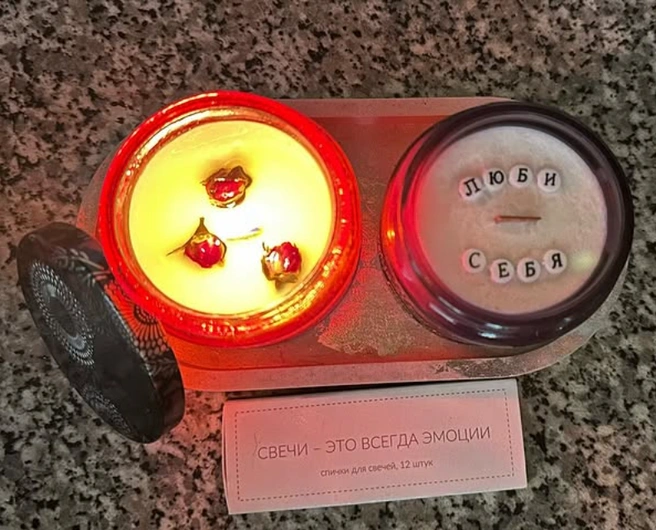 ЛЮБИ
СЕБЯ
СВЕЧИ – ЭТО ВСЕГДА ЭМОЦИИ
спички для свечей, 12 штук